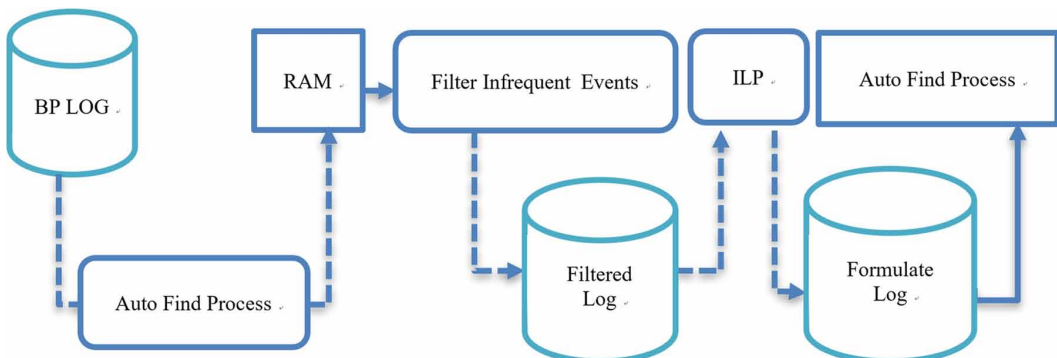 BP LOG
RAM
Filter Infrequent Events
ILP
Auto Find Process
Auto Find Process
Filtered
Log
Formulate
Log